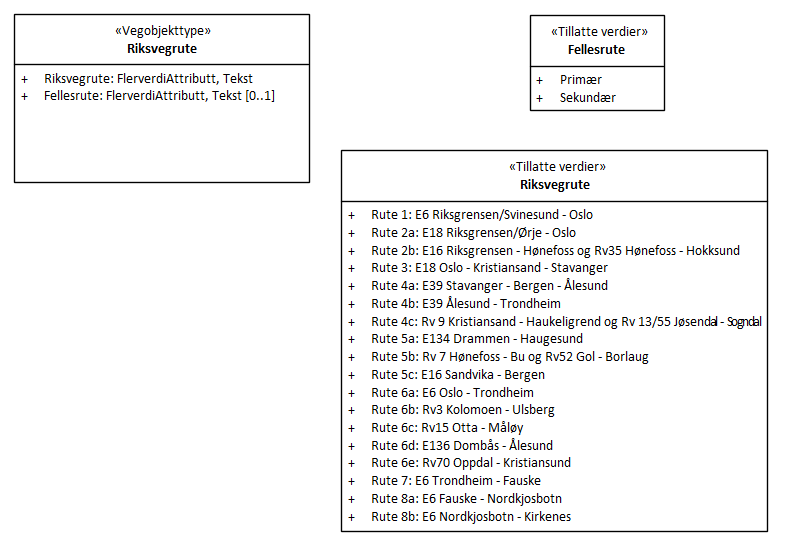 «Vegobjekttype»
Riksvegrute
+ Riksvegrute: FlerverdiAttributt, Tekst
+ Fellesrute: FlerverdiAttributt, Tekst [0..1]
«Tillatte verdier»
Fellesrute
+ Primær
+ Sekundær
«Tillatte verdier»
Riksvegrute
+ Rute 1: E6 Riksgrensen/Svinesund - Oslo
+ Rute 2a: E18 Riksgrensen/Ørje - Oslo
+ Rute 2b: E16 Riksgrensen - Hønefoss og Rv35 Hønefoss - Hokksund
+ Rute 3: E18 Oslo - Kristiansand - Stavanger
+ Rute 4a: E39 Stavanger - Bergen - Ålesund
+ Rute 4b: E39 Ålesund - Trondheim
+ Rute 4c: Rv 9 Kristiansand - Haukeligrend og Rv 13/55 Jøsendal - Sogndal
+ Rute 5a: E134 Drammen - Haugesund
+ Rute 5b: Rv 7 Hønefoss - Bu og Rv52 Gol - Borlaug
+ Rute 5c: E16 Sandvika - Bergen
+ Rute 6a: E6 Oslo - Trondheim
+ Rute 6b: Rv3 Kolomoen - Ulsberg
+ Rute 6c: Rv15 Otta - Måløy
+ Rute 6d: E136 Dombås - Ålesund
+ Rute 6e: Rv70 Oppdal - Kristiansund
+ Rute 7: E6 Trondheim - Fauske
+ Rute 8a: E6 Fauske - Nordkjosbotn
+ Rute 8b: E6 Nordkjosbotn - Kirkenes